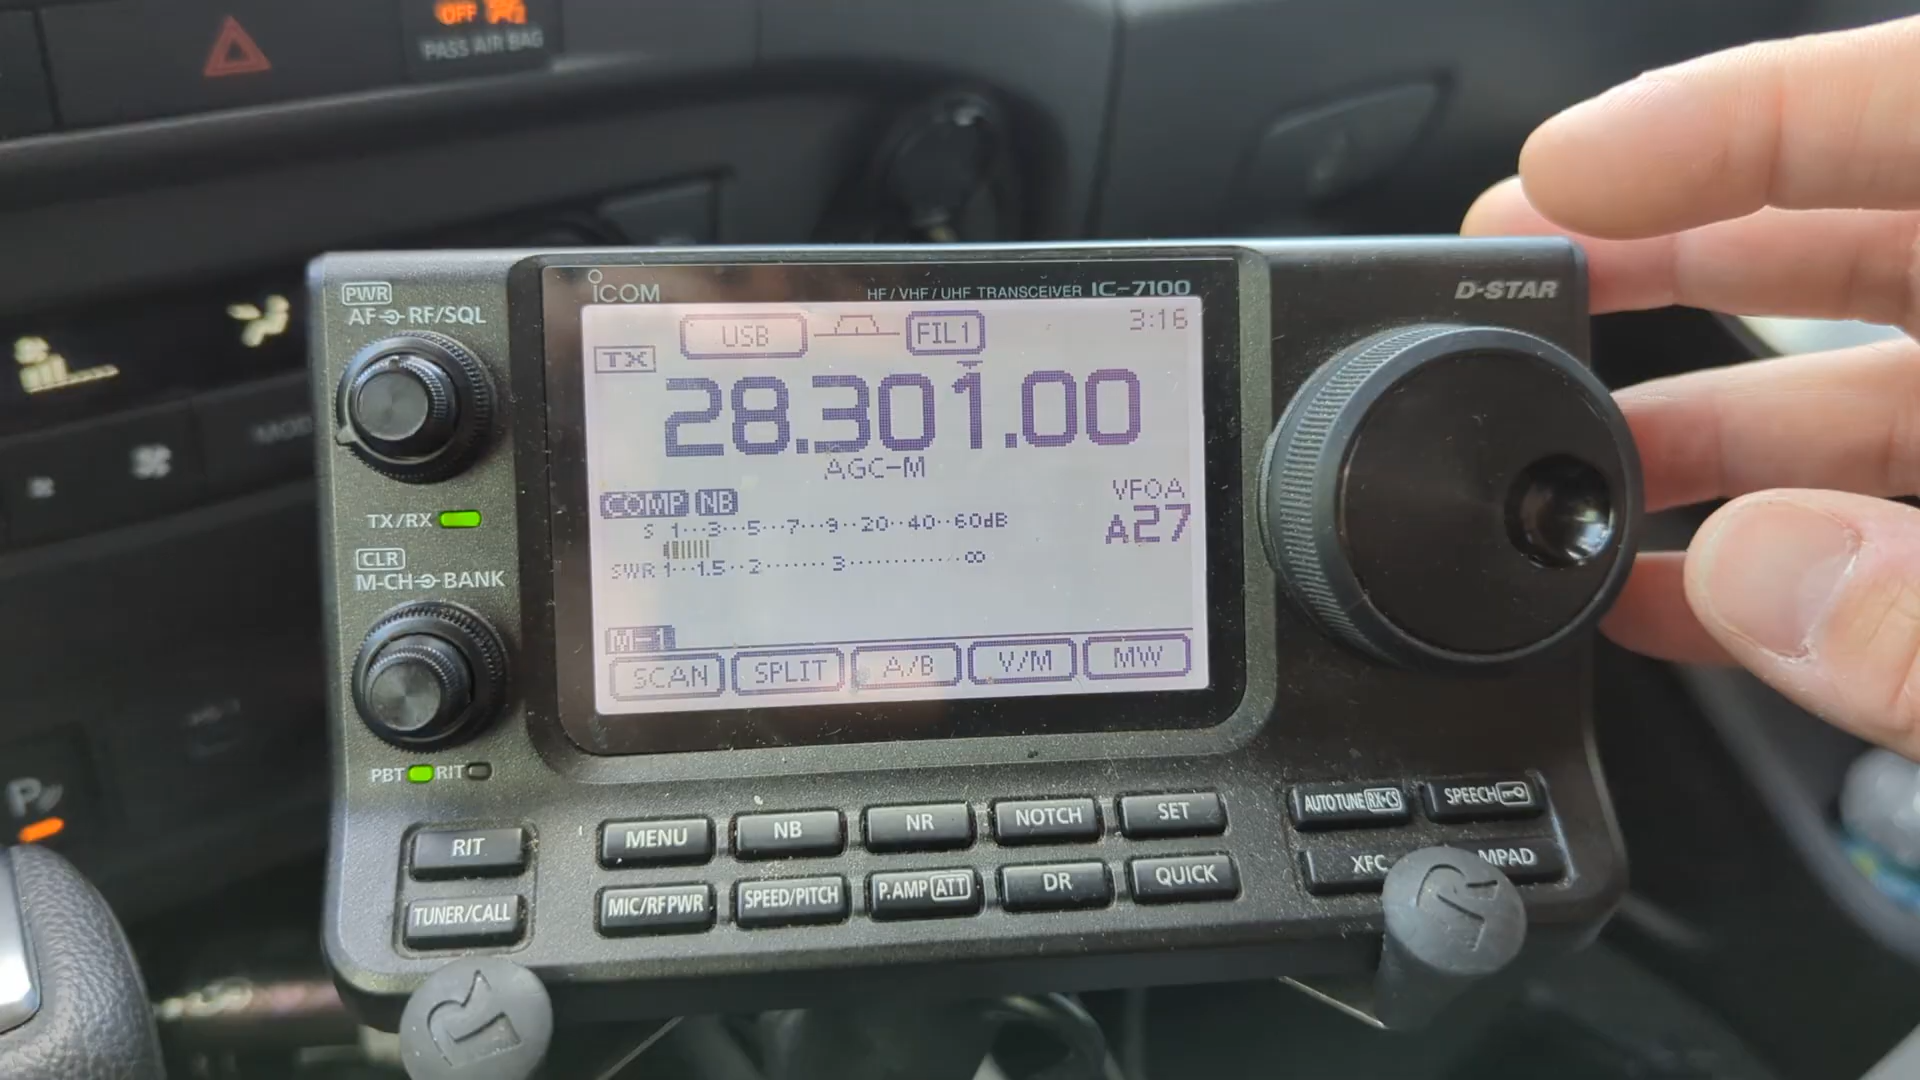 OFF
PASS AIR BAG
PWR
AF RF/SQL
ICOM
HF/VHF/UHF TRANSCEIVER IC-7100
D-STAR
USB
FIL1
3:16
TX
28.301.00
AGC-M
COMP NB
VFOA
A27
S 1···3···5···7···9··20··40··60dB
SWR 1···1.5··2·······3···········∞
TX/RX
CLR
M-CH BANK
M-1
SCAN SPLIT A/B V/M MW
PBT RIT
RIT
MENU NB NR NOTCH SET
AUTOTUNE RX>CS SPEECH
TUNER/CALL
MIC/RF PWR SPEED/PITCH P.AMP ATT DR QUICK
XFC MPAD
P